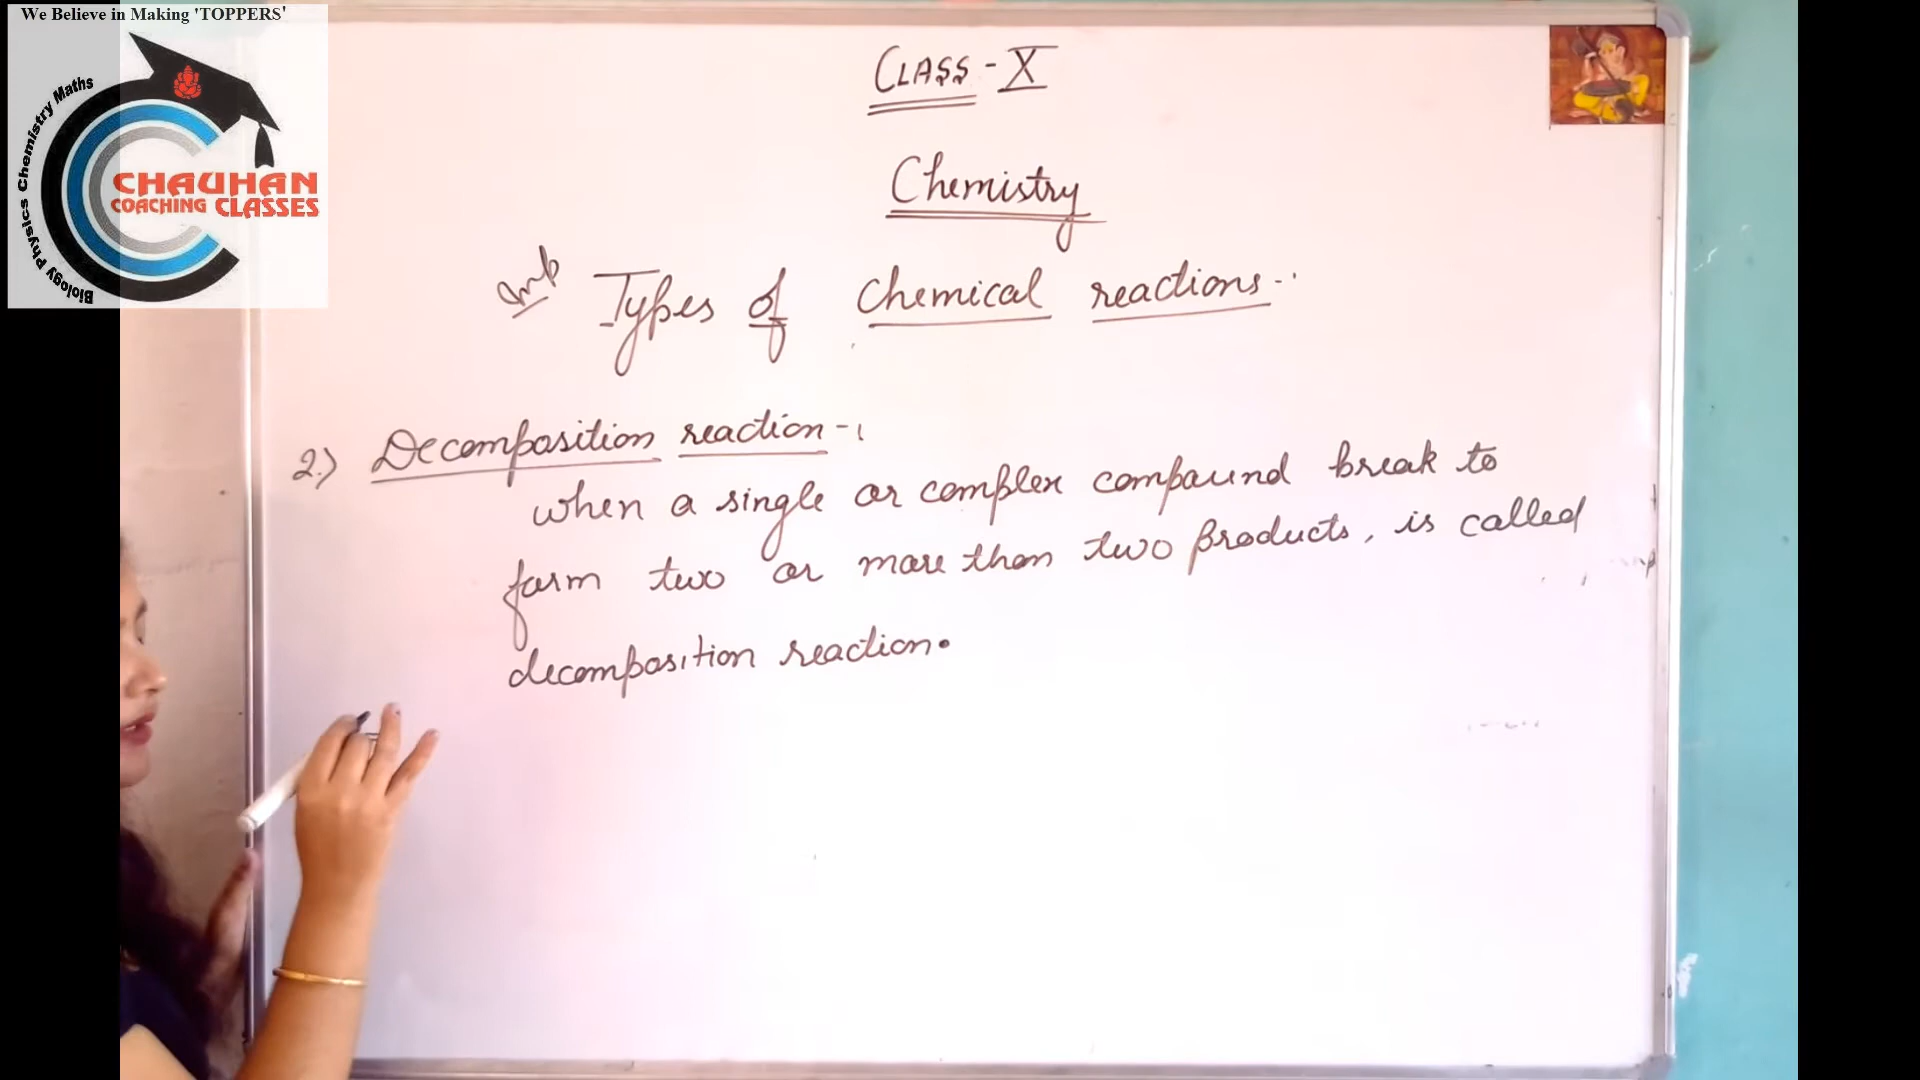 We Believe in Making 'TOPPERS'
Biology Physics Chemistry Maths
CHAUHAN
COACHING CLASSES
CLASS - X
Chemistry
Imp Types of Chemical reactions -:
2.) Decomposition reaction -:
when a single or complex compound break to
form two or more than two products, is called
decomposition reaction.